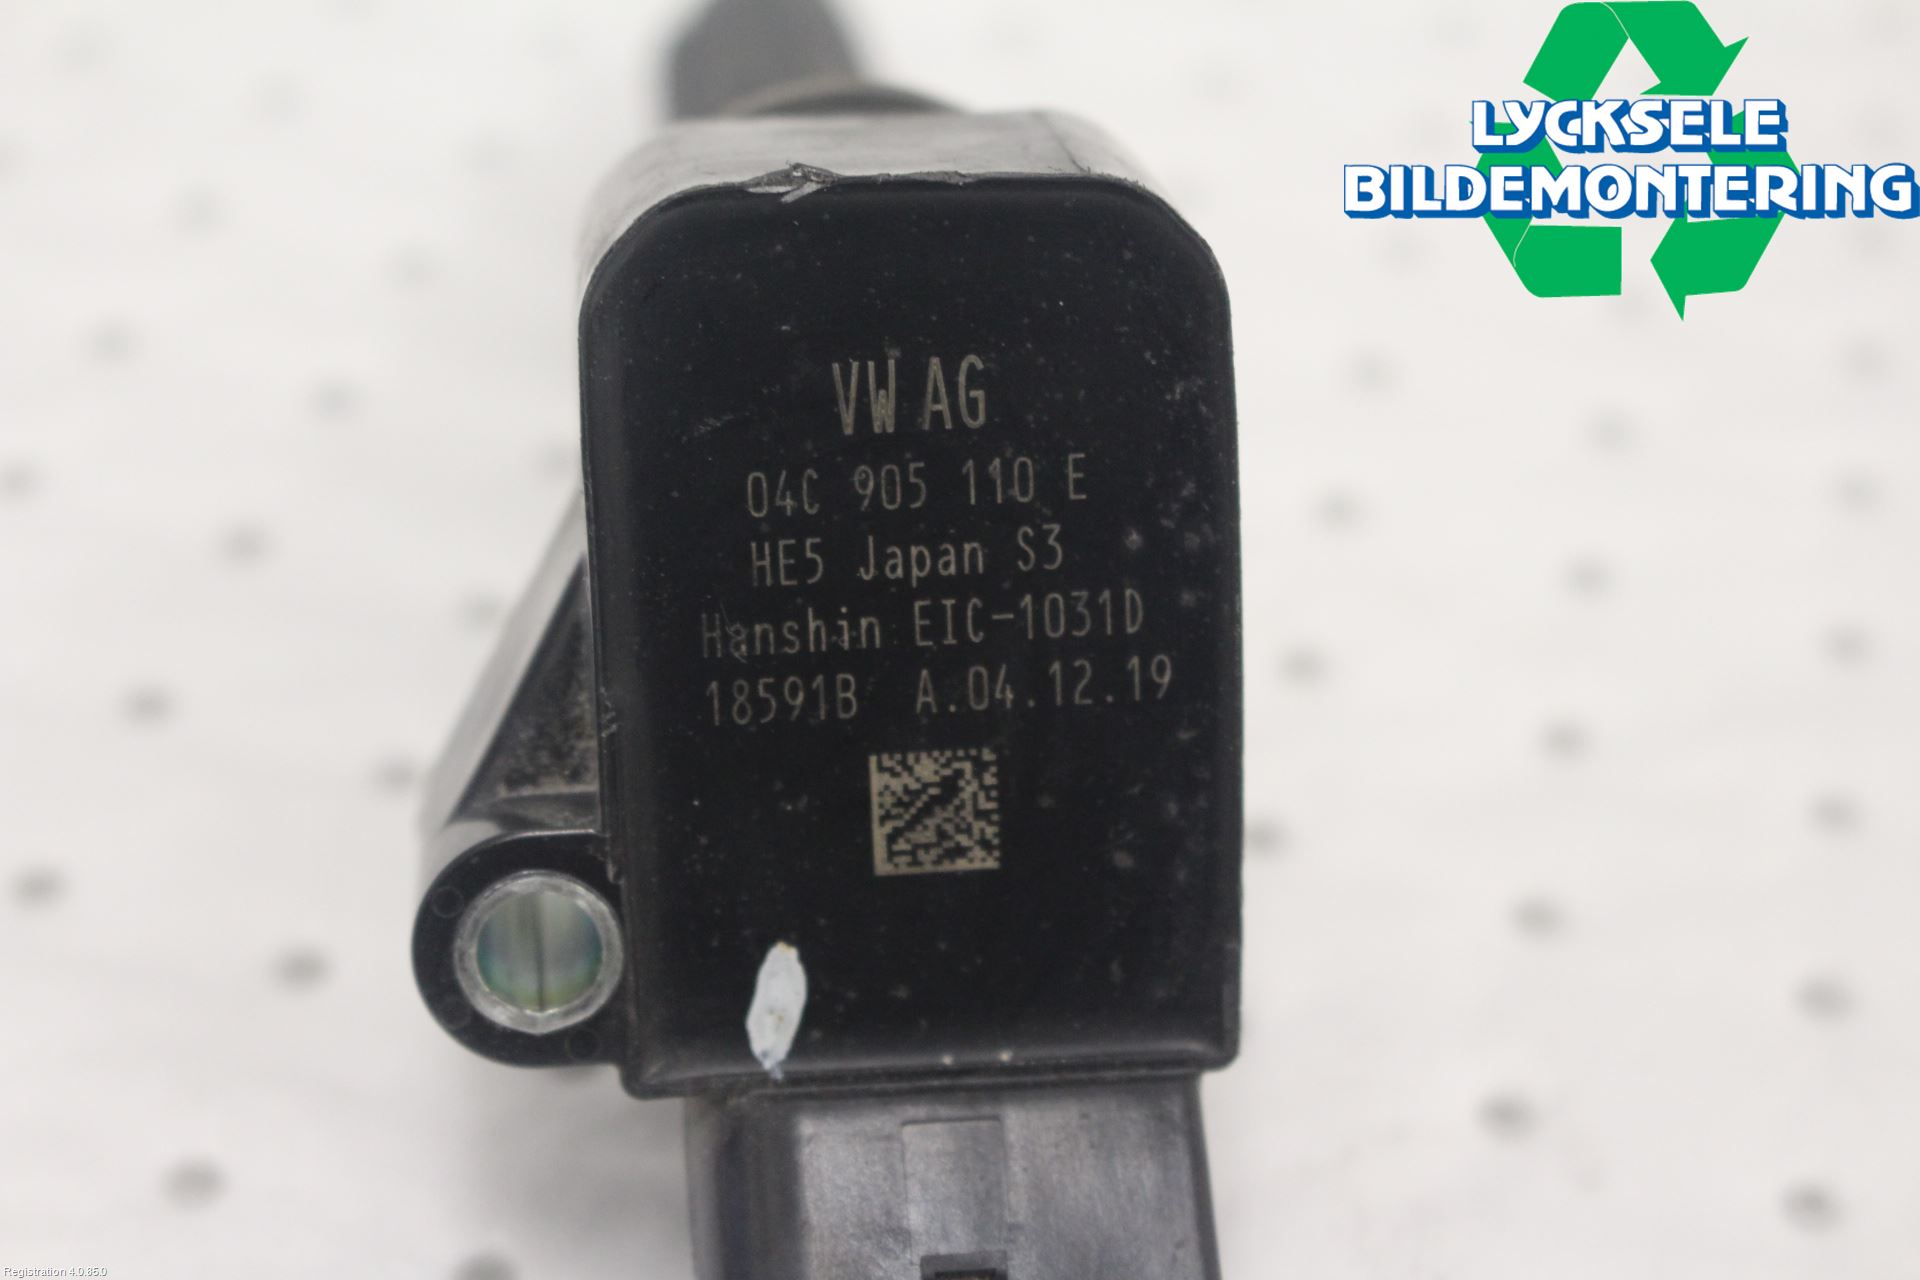 LYCKSELE
BILDEMONTERING
VW AG
04C 905 110 E
HE5 Japan S3
Hanshin EIC-1031D
18591B A.04.12.19
Registration 4.0.85.0